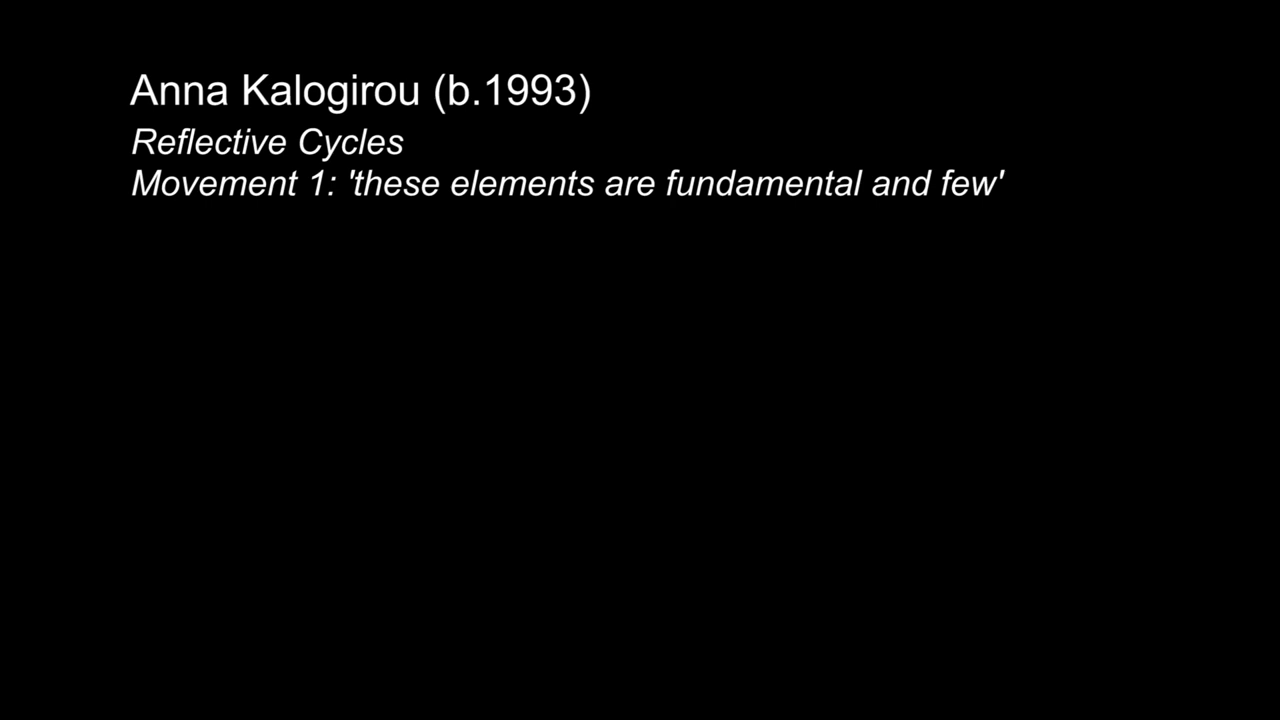 Anna Kalogirou (b.1993)
Reflective Cycles
Movement 1: 'these elements are fundamental and few'